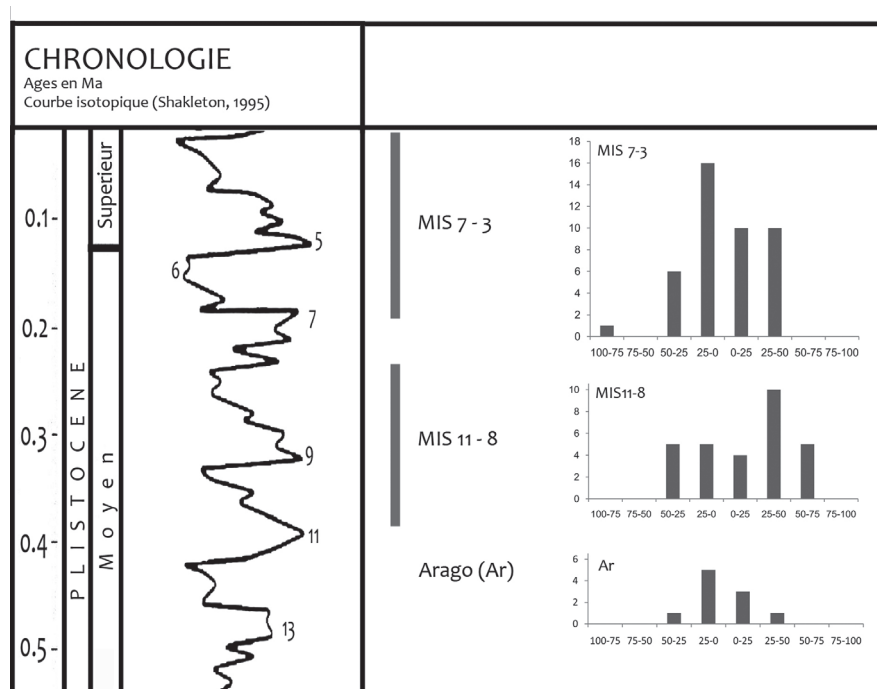 CHRONOLOGIE
Ages en Ma
Courbe isotopique (Shakleton, 1995)
PLISTOCENE
Superieur
Moyen
0.1-
0.2-
0.3-
0.4-
0.5-
5
6
7
9
11
13
MIS 7 - 3
MIS 11 - 8
Arago (Ar)
MIS 7-3
18
16
14
12
10
8
6
4
2
0
100-75 75-50 50-25 25-0 0-25 25-50 50-75 75-100
MIS11-8
10
8
6
4
2
0
100-75 75-50 50-25 25-0 0-25 25-50 50-75 75-100
Ar
6
4
2
0
100-75 75-50 50-25 25-0 0-25 25-50 50-75 75-100